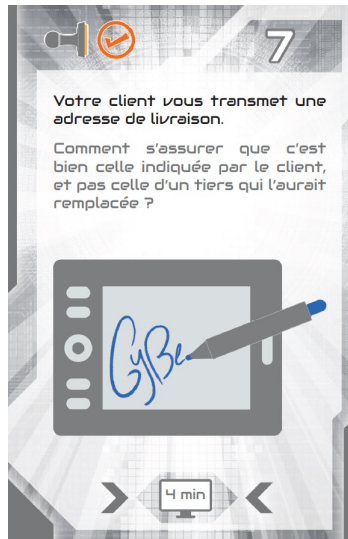 7
Votre client vous transmet une
adresse de livraison.
Comment s'assurer que c'est
bien celle indiquée par le client,
et pas celle d'un tiers qui l'aurait
remplacée ?
CyBe
4 min